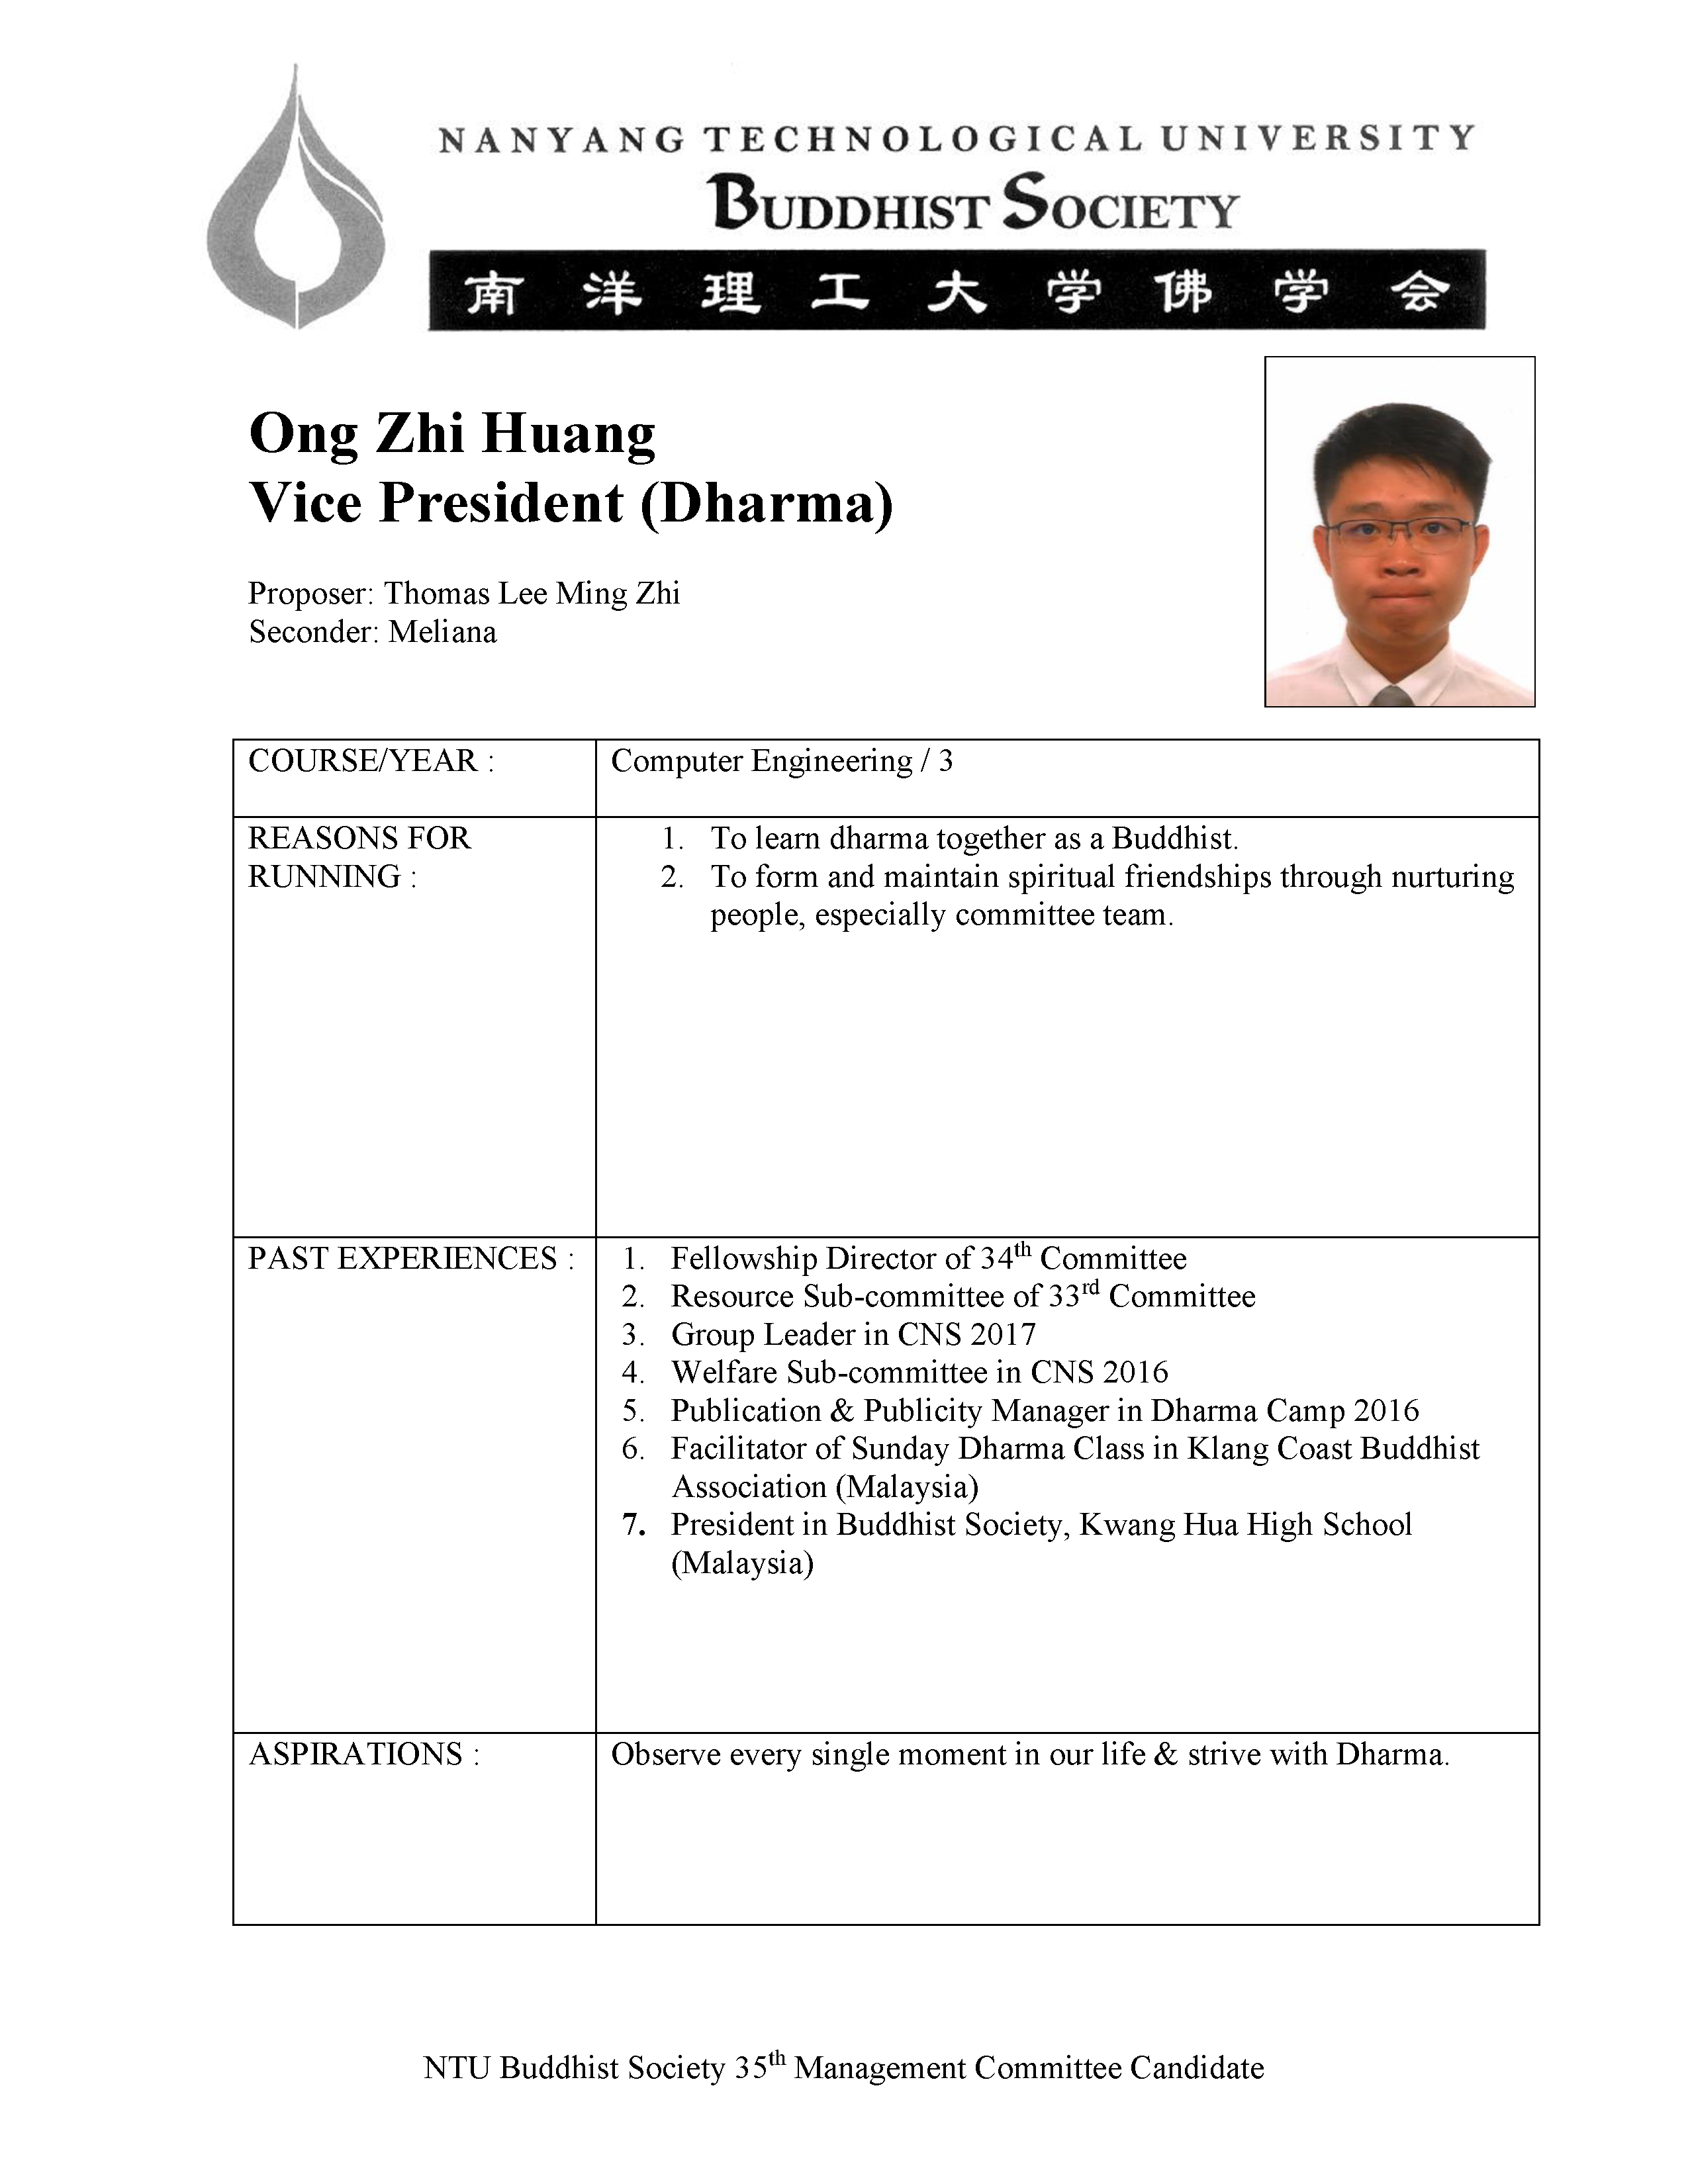 NANYANG TECHNOLOGICAL UNIVERSITY
BUDDHIST SOCIETY
南洋理工大学佛学会
Ong Zhi Huang
Vice President (Dharma)
Proposer: Thomas Lee Ming Zhi
Seconder: Meliana
COURSE/YEAR :
Computer Engineering / 3
REASONS FOR
RUNNING :
1. To learn dharma together as a Buddhist.
2. To form and maintain spiritual friendships through nurturing
people, especially committee team.
PAST EXPERIENCES :
1. Fellowship Director of 34th Committee
2. Resource Sub-committee of 33rd Committee
3. Group Leader in CNS 2017
4. Welfare Sub-committee in CNS 2016
5. Publication & Publicity Manager in Dharma Camp 2016
6. Facilitator of Sunday Dharma Class in Klang Coast Buddhist
Association (Malaysia)
7. President in Buddhist Society, Kwang Hua High School
(Malaysia)
ASPIRATIONS :
Observe every single moment in our life & strive with Dharma.
NTU Buddhist Society 35th Management Committee Candidate